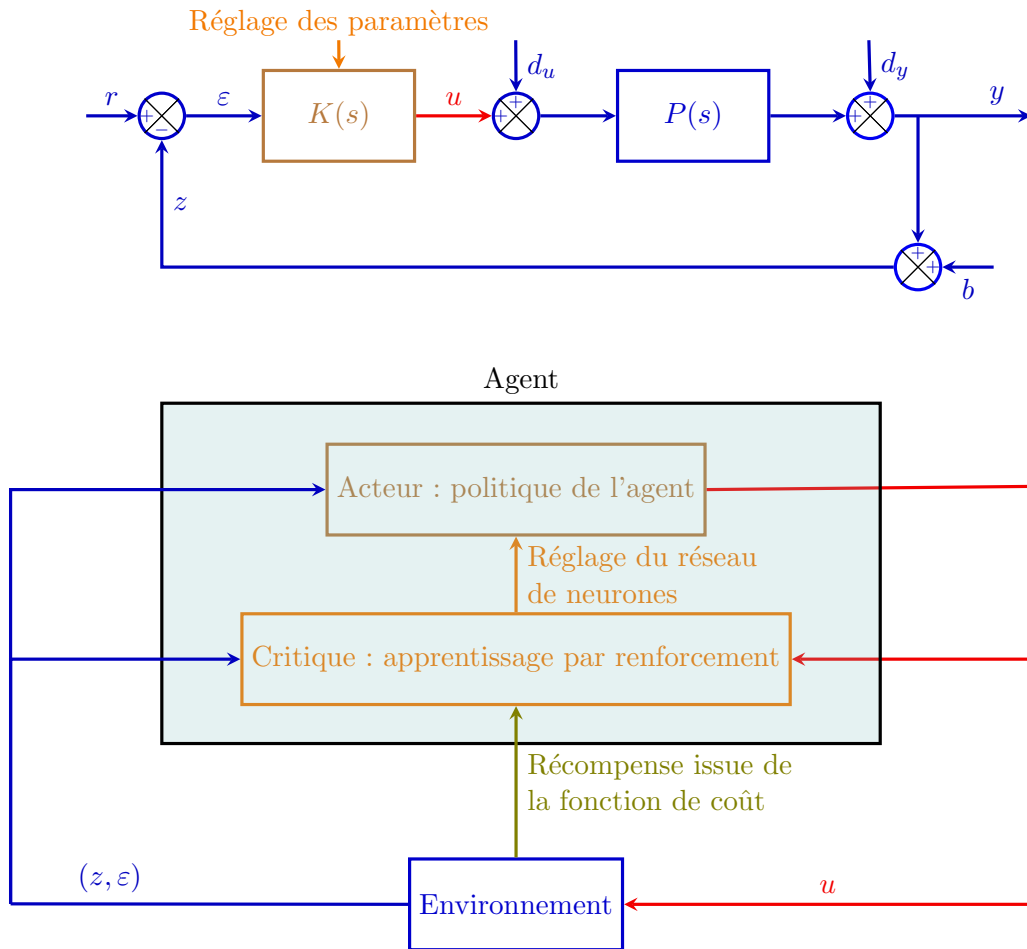 Réglage des paramètres
r
+
−
ε
K(s)
u
+
+
d_u
P(s)
+
+
d_y
y
z
+
+
b
Agent
Acteur : politique de l'agent
Réglage du réseau
de neurones
Critique : apprentissage par renforcement
Récompense issue de
la fonction de coût
(z, ε)
Environnement
u